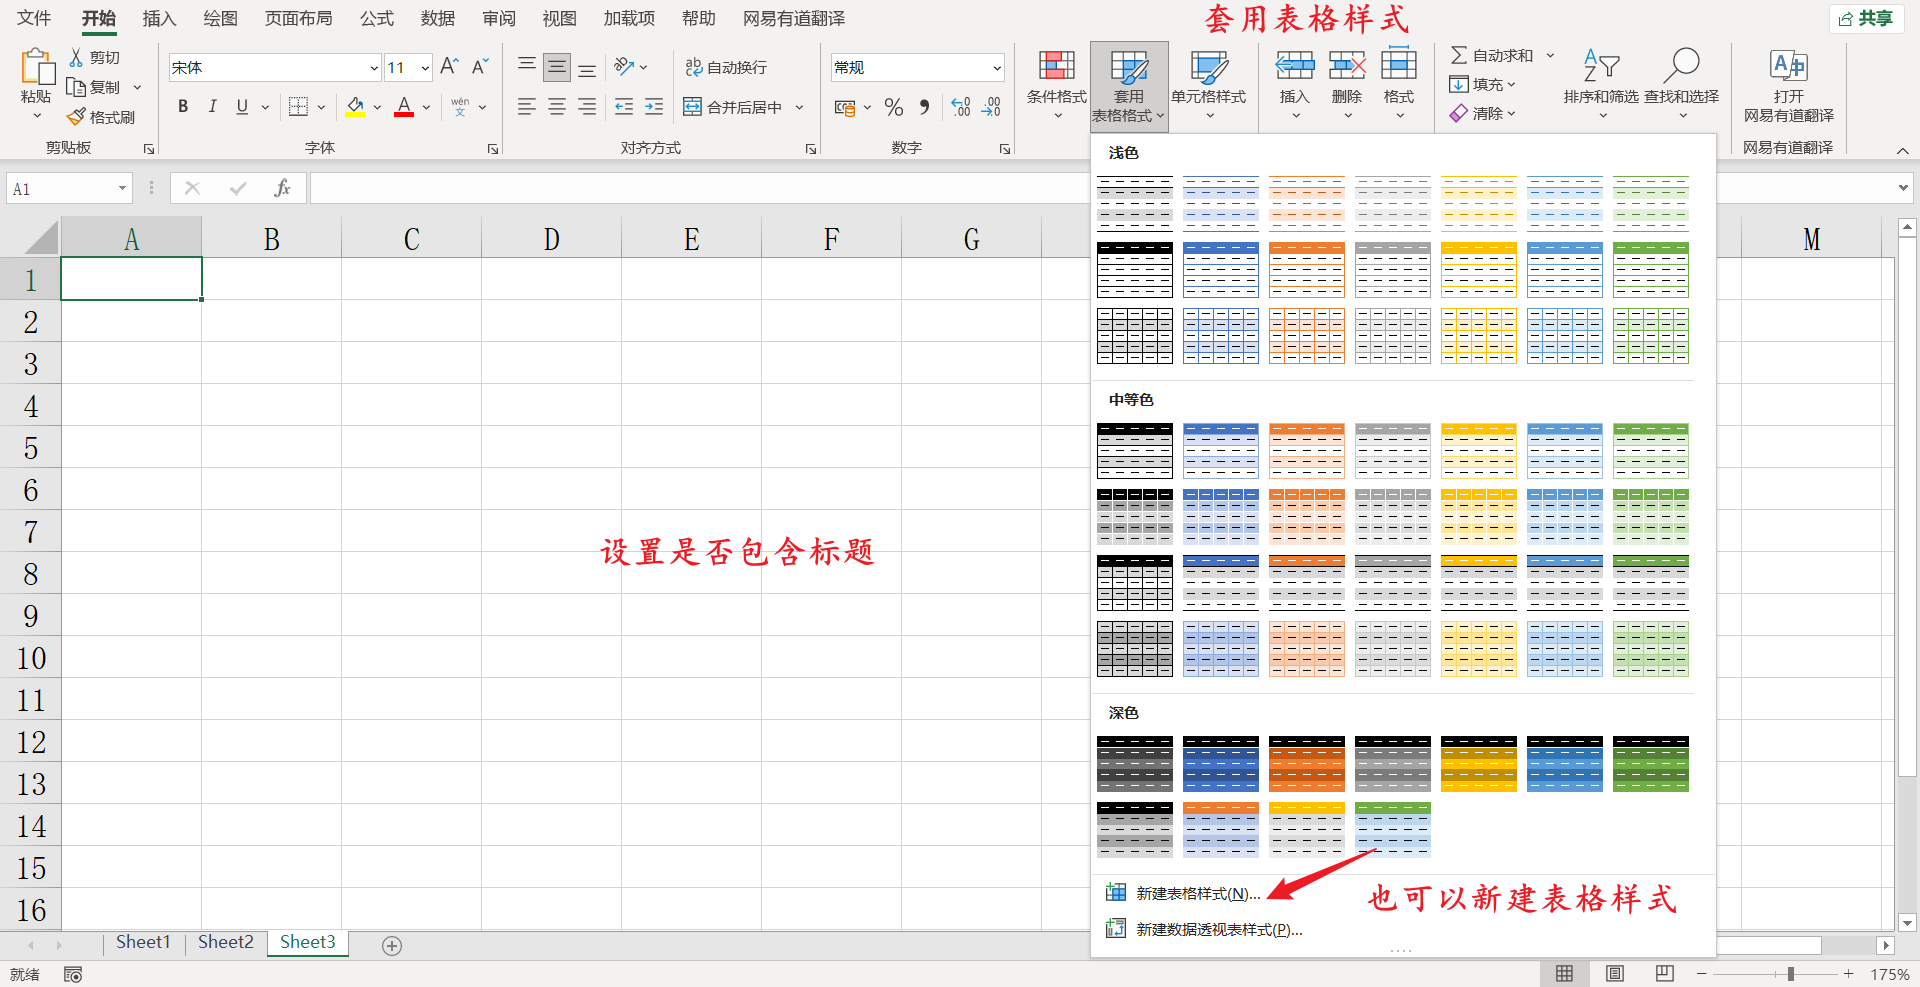 套用表格样式
文件 开始 插入 绘图 页面布局 公式 数据 审阅 视图 加载项 帮助 网易有道翻译 共享
粘贴 剪切 复制 格式刷
宋体 11
B I U wén 文
ab 自动换行
合并后居中
常规
% .00
条件格式 套用表格格式 单元格样式 插入 删除 格式
自动求和 填充 清除
排序和筛选 查找和选择
打开网易有道翻译
剪贴板 字体 对齐方式 数字 网易有道翻译
A1 fx
A B C D E F G M
1
2
3
4
5
6
7
8
9
10
11
12
13
14
15
16
设置是否包含标题
浅色
中等色
深色
新建表格样式(N)...
新建数据透视表样式(P)...
也可以新建表格样式
Sheet1 Sheet2 Sheet3
就绪 175%